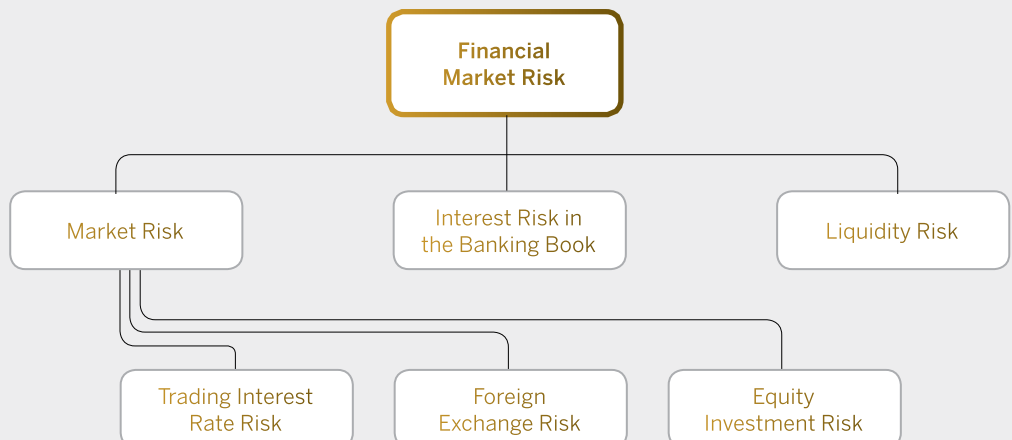 Financial
Market Risk
Market Risk
Interest Risk in
the Banking Book
Liquidity Risk
Trading Interest
Rate Risk
Foreign
Exchange Risk
Equity
Investment Risk